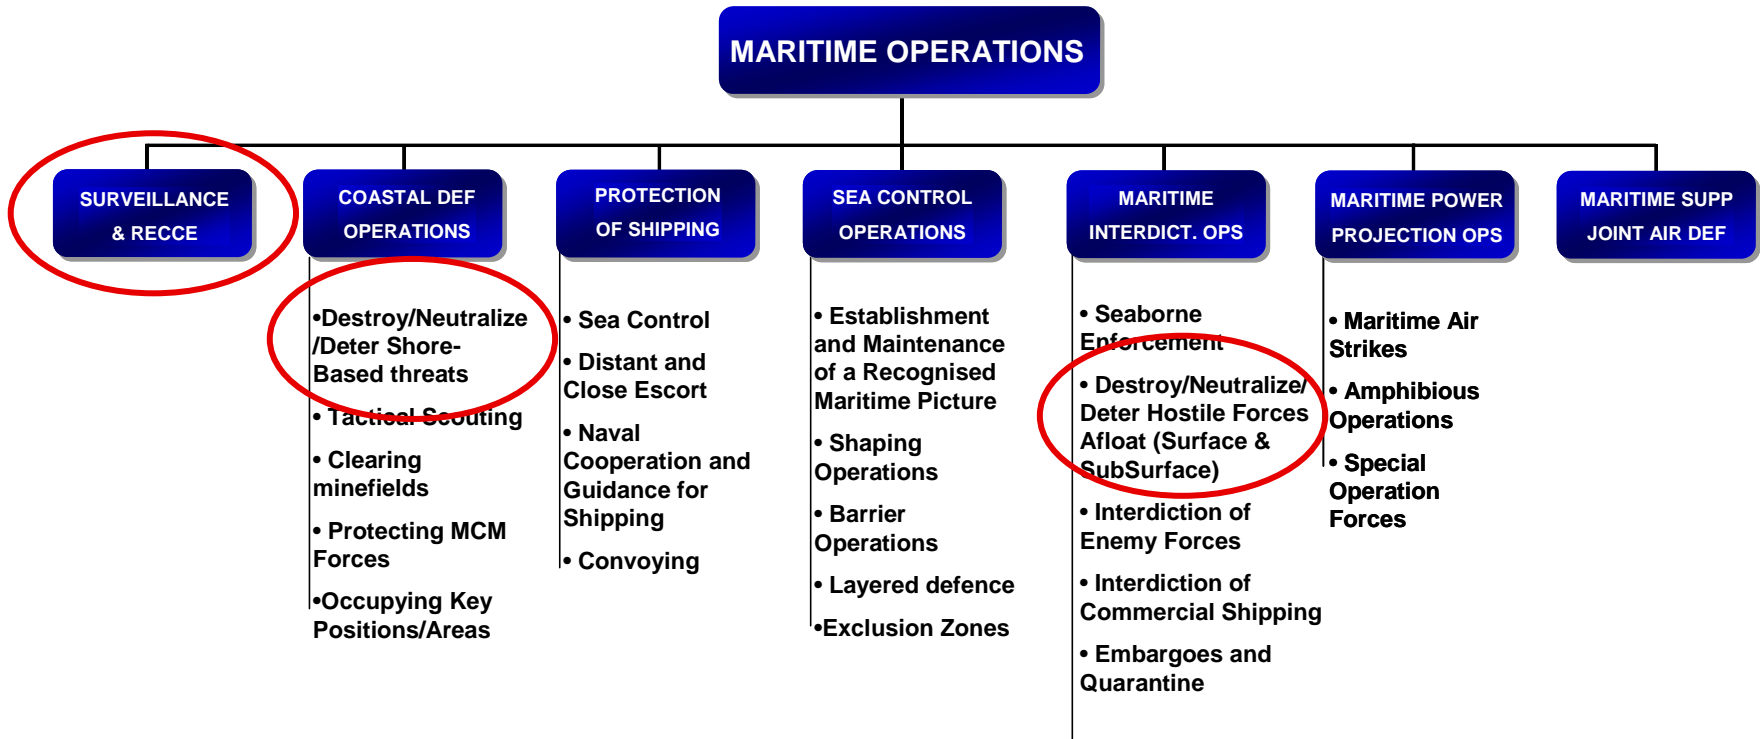 MARITIME OPERATIONS
SURVEILLANCE
& RECCE
COASTAL DEF
OPERATIONS
PROTECTION
OF SHIPPING
SEA CONTROL
OPERATIONS
MARITIME
INTERDICT. OPS
MARITIME POWER
PROJECTION OPS
MARITIME SUPP
JOINT AIR DEF
•Destroy/Neutralize
/Deter Shore-
Based threats
• Tactical Scouting
• Clearing
minefields
• Protecting MCM
Forces
•Occupying Key
Positions/Areas
• Sea Control
• Distant and
Close Escort
• Naval
Cooperation and
Guidance for
Shipping
• Convoying
• Establishment
and Maintenance
of a Recognised
Maritime Picture
• Shaping
Operations
• Barrier
Operations
• Layered defence
•Exclusion Zones
• Seaborne
Enforcement
• Destroy/Neutralize/
Deter Hostile Forces
Afloat (Surface &
SubSurface)
• Interdiction of
Enemy Forces
• Interdiction of
Commercial Shipping
• Embargoes and
Quarantine
• Maritime Air
Strikes
• Amphibious
Operations
• Special
Operation
Forces